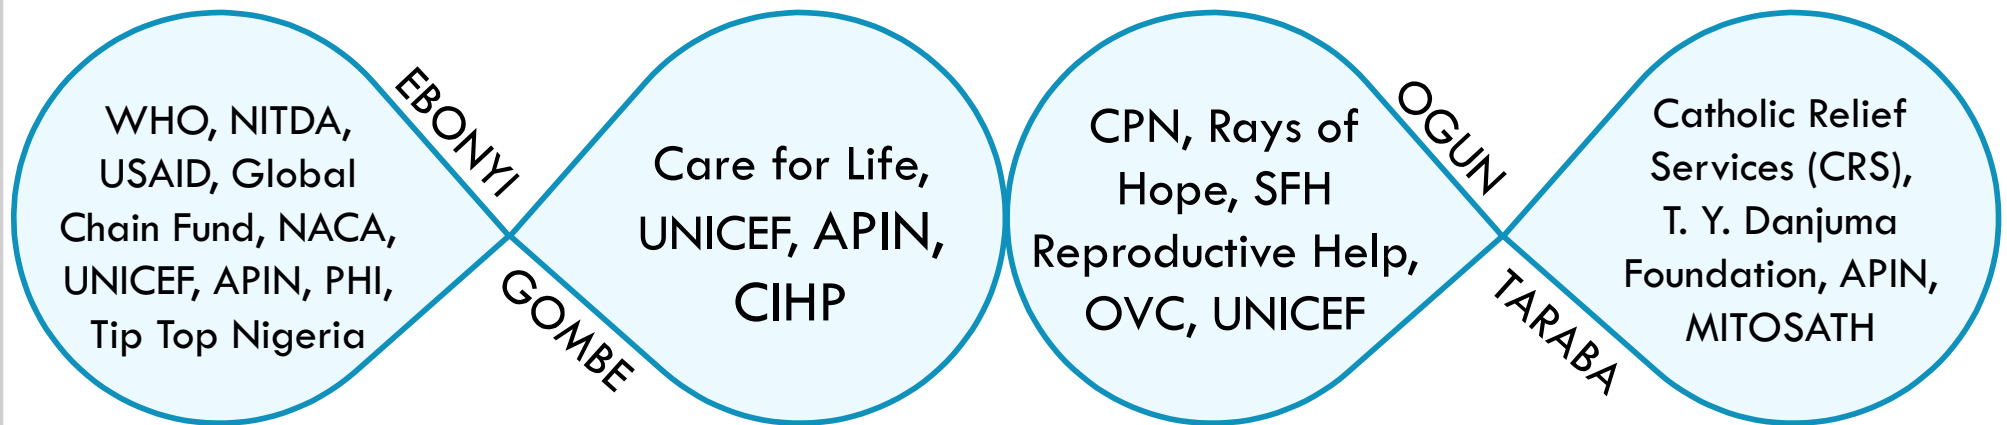 WHO, NITDA,
USAID, Global
Chain Fund, NACA,
UNICEF, APIN, PHI,
Tip Top Nigeria
EBONYI
GOMBE
Care for Life,
UNICEF, APIN,
CIHP
CPN, Rays of
Hope, SFH
Reproductive Help,
OVC, UNICEF
OGUN
TARABA
Catholic Relief
Services (CRS),
T. Y. Danjuma
Foundation, APIN,
MITOSATH